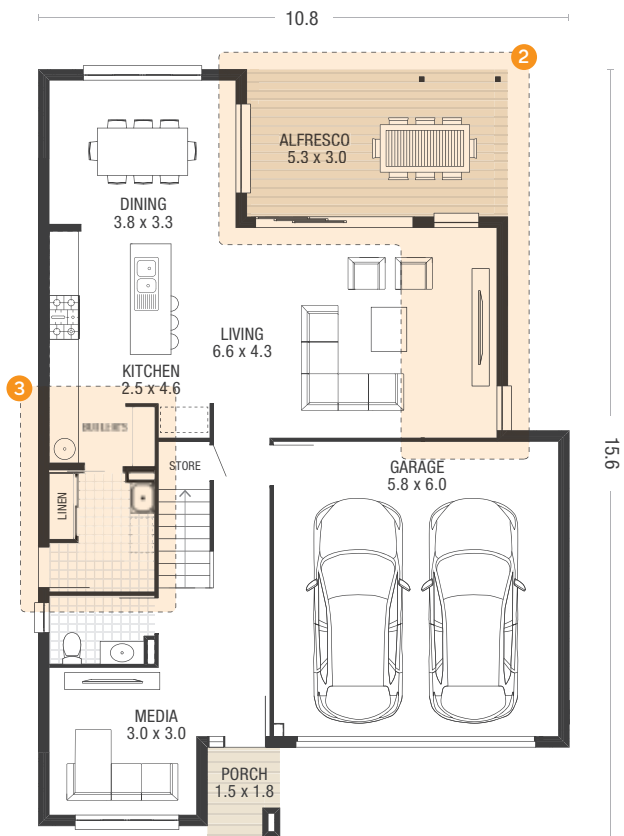 10.8
2
ALFRESCO
5.3 x 3.0
DINING
3.8 x 3.3
LIVING
6.6 x 4.3
KITCHEN
2.5 x 4.6
3
BUTLER'S
STORE
GARAGE
5.8 x 6.0
15.6
LINEN
MEDIA
3.0 x 3.0
PORCH
1.5 x 1.8